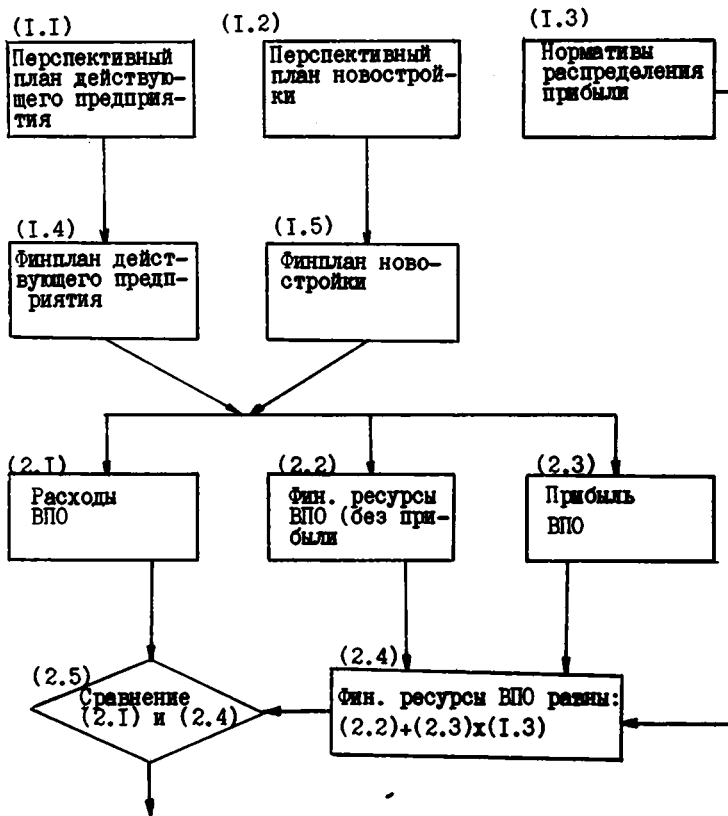 (I.I)
Перспективный
план действую-
щего предприя-
тия
(I.2)
Перспективный
план новострой-
ки
(I.3)
Нормативы
распределения
прибыли
(I.4)
Финплан дейст-
вующего предп-
риятия
(I.5)
Финплан ново-
стройки
(2.I)
Расходы
ВПО
(2.2)
Фин. ресурсы
ВПО (без при-
были
(2.3)
Прибыль
ВПО
(2.5)
Сравнение
(2.I) и (2.4)
(2.4)
Фин. ресурсы ВПО равны:
(2.2)+(2.3)х(I.3)